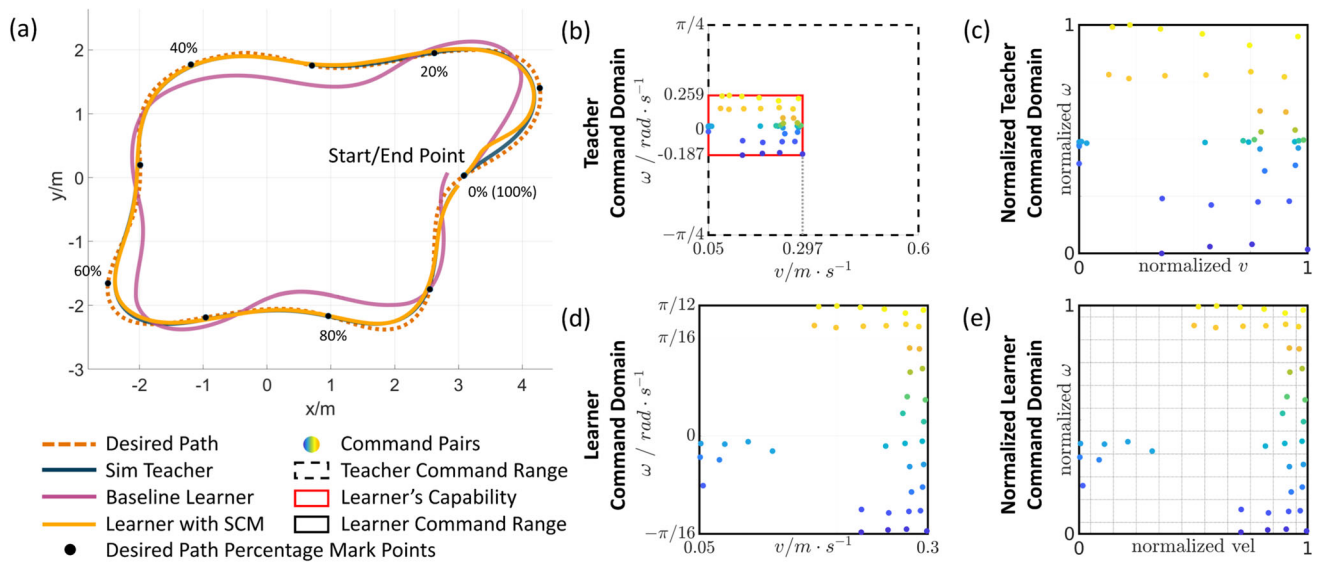 (a)
y/m
2
1
0
-1
-2
-3
40%
20%
Start/End Point
0% (100%)
60%
80%
-2
-1
0
1
2
3
4
x/m
Desired Path
Sim Teacher
Baseline Learner
Learner with SCM
Desired Path Percentage Mark Points
Command Pairs
Teacher Command Range
Learner's Capability
Learner Command Range
(b)
Teacher
Command Domain
ω / rad · s⁻¹
π/4
0.259
0
-0.187
−π/4
0.05
0.297
0.6
v/m · s⁻¹
(c)
Normalized Teacher
Command Domain
normalized ω
1
0
0
normalized v
1
(d)
Learner
Command Domain
ω / rad · s⁻¹
π/12
π/16
0
−π/16
0.05
v/m · s⁻¹
0.3
(e)
Normalized Learner
Command Domain
normalized ω
1
0
0
normalized vel
1